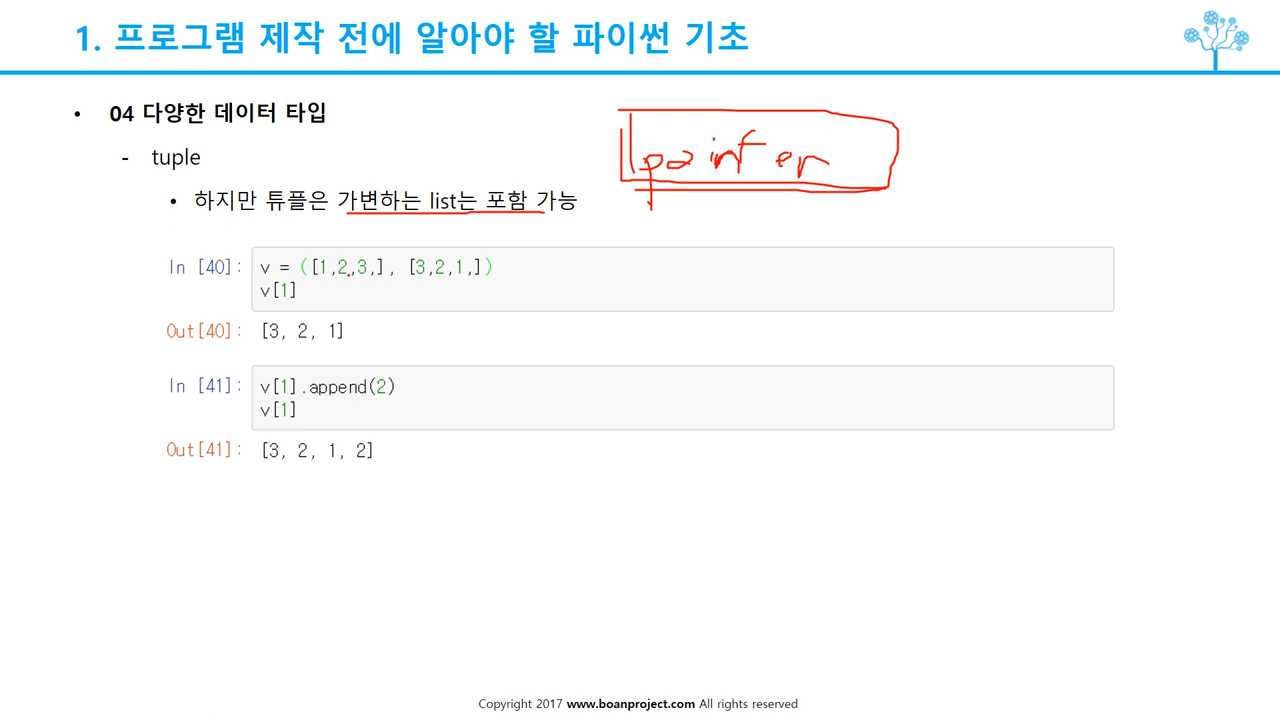 1. 프로그램 제작 전에 알아야 할 파이썬 기초
• 04 다양한 데이터 타입
pointer
- tuple
• 하지만 튜플은 가변하는 list는 포함 가능
In [40]: v = ([1,2,3,], [3,2,1,])
v[1]
Out[40]: [3, 2, 1]
In [41]: v[1].append(2)
v[1]
Out[41]: [3, 2, 1, 2]
Copyright 2017 www.boanproject.com All rights reserved